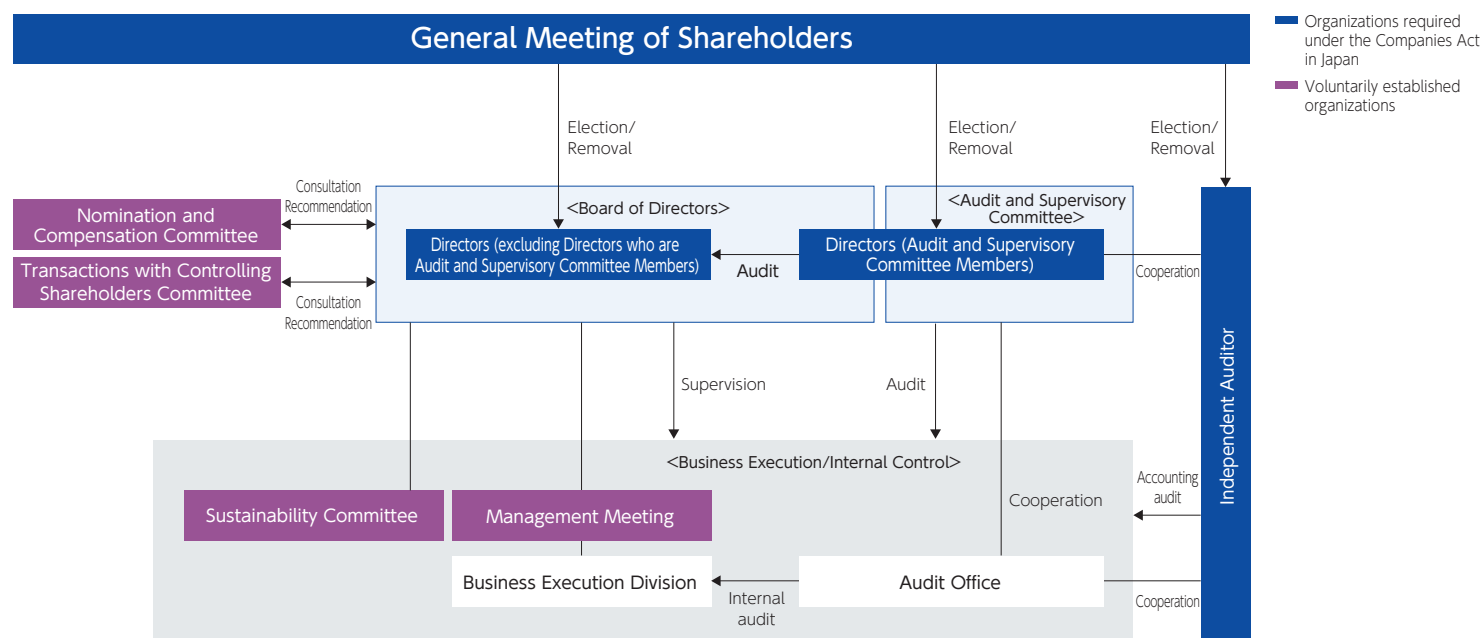 General Meeting of Shareholders
Organizations required
under the Companies Act
in Japan
Voluntarily established
organizations
Election/
Removal
Election/
Removal
Election/
Removal
Consultation
Recommendation
Nomination and
Compensation Committee
Transactions with Controlling
Shareholders Committee
Consultation
Recommendation
<Board of Directors>
Directors (excluding Directors who are
Audit and Supervisory Committee Members)
Audit
<Audit and Supervisory
Committee>
Directors (Audit and Supervisory
Committee Members)
Cooperation
Independent Auditor
Supervision
Audit
<Business Execution/Internal Control>
Sustainability Committee
Management Meeting
Cooperation
Accounting
audit
Business Execution Division
Internal
audit
Audit Office
Cooperation